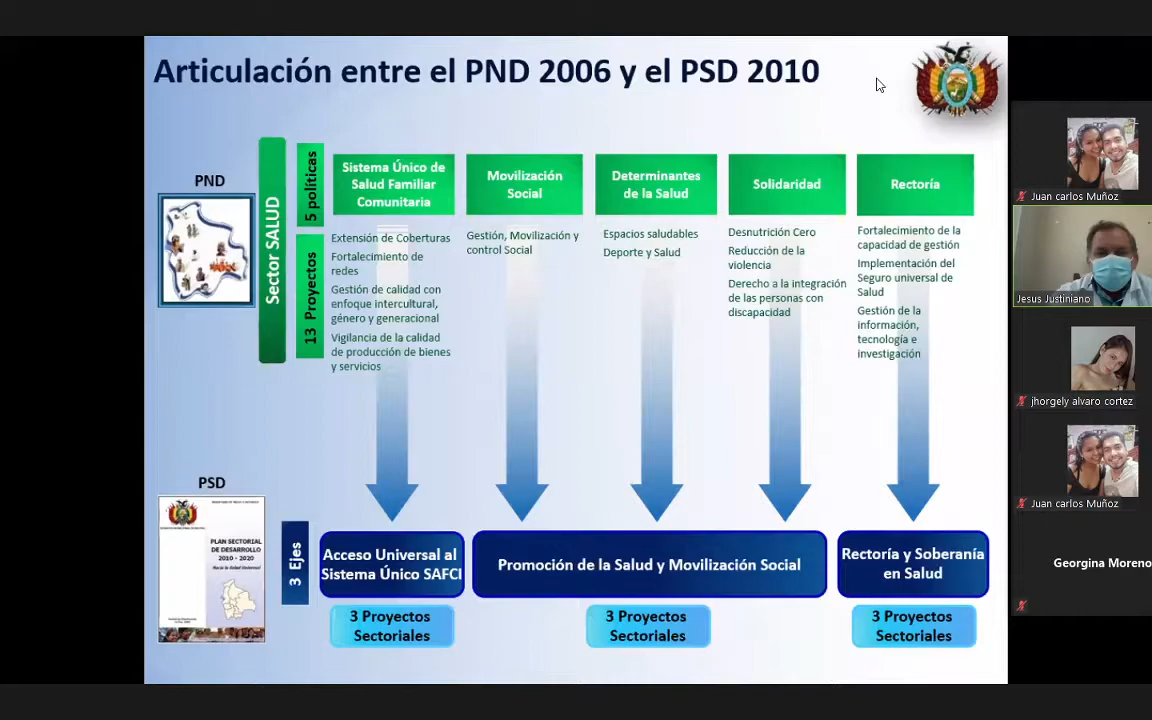 Articulación entre el PND 2006 y el PSD 2010
PND
Sector SALUD
5 políticas
13 Proyectos
Sistema Único de
Salud Familiar
Comunitaria
Extensión de Coberturas
Fortalecimiento de
redes
Gestión de calidad con
enfoque intercultural,
género y generacional
Vigilancia de la calidad
de producción de bienes
y servicios
Movilización
Social
Gestión, Movilización y
control Social
Determinantes
de la Salud
Espacios saludables
Deporte y Salud
Solidaridad
Desnutrición Cero
Reducción de la
violencia
Derecho a la integración
de las personas con
discapacidad
Rectoría
Fortalecimiento de la
capacidad de gestión
Implementación del
Seguro universal de
Salud
Gestión de la
información,
tecnología e
investigación
PSD
PLAN SECTORIAL
DE DESARROLLO
2010 - 2020
Hacia la Salud Universal
3 Ejes
Acceso Universal al
Sistema Único SAFCI
Promoción de la Salud y Movilización Social
Rectoría y Soberanía
en Salud
3 Proyectos
Sectoriales
3 Proyectos
Sectoriales
3 Proyectos
Sectoriales
Juan carlos Muñoz
Jesus Justiniano
jhorgely alvaro cortez
Juan carlos Muñoz
Georgina Moreno